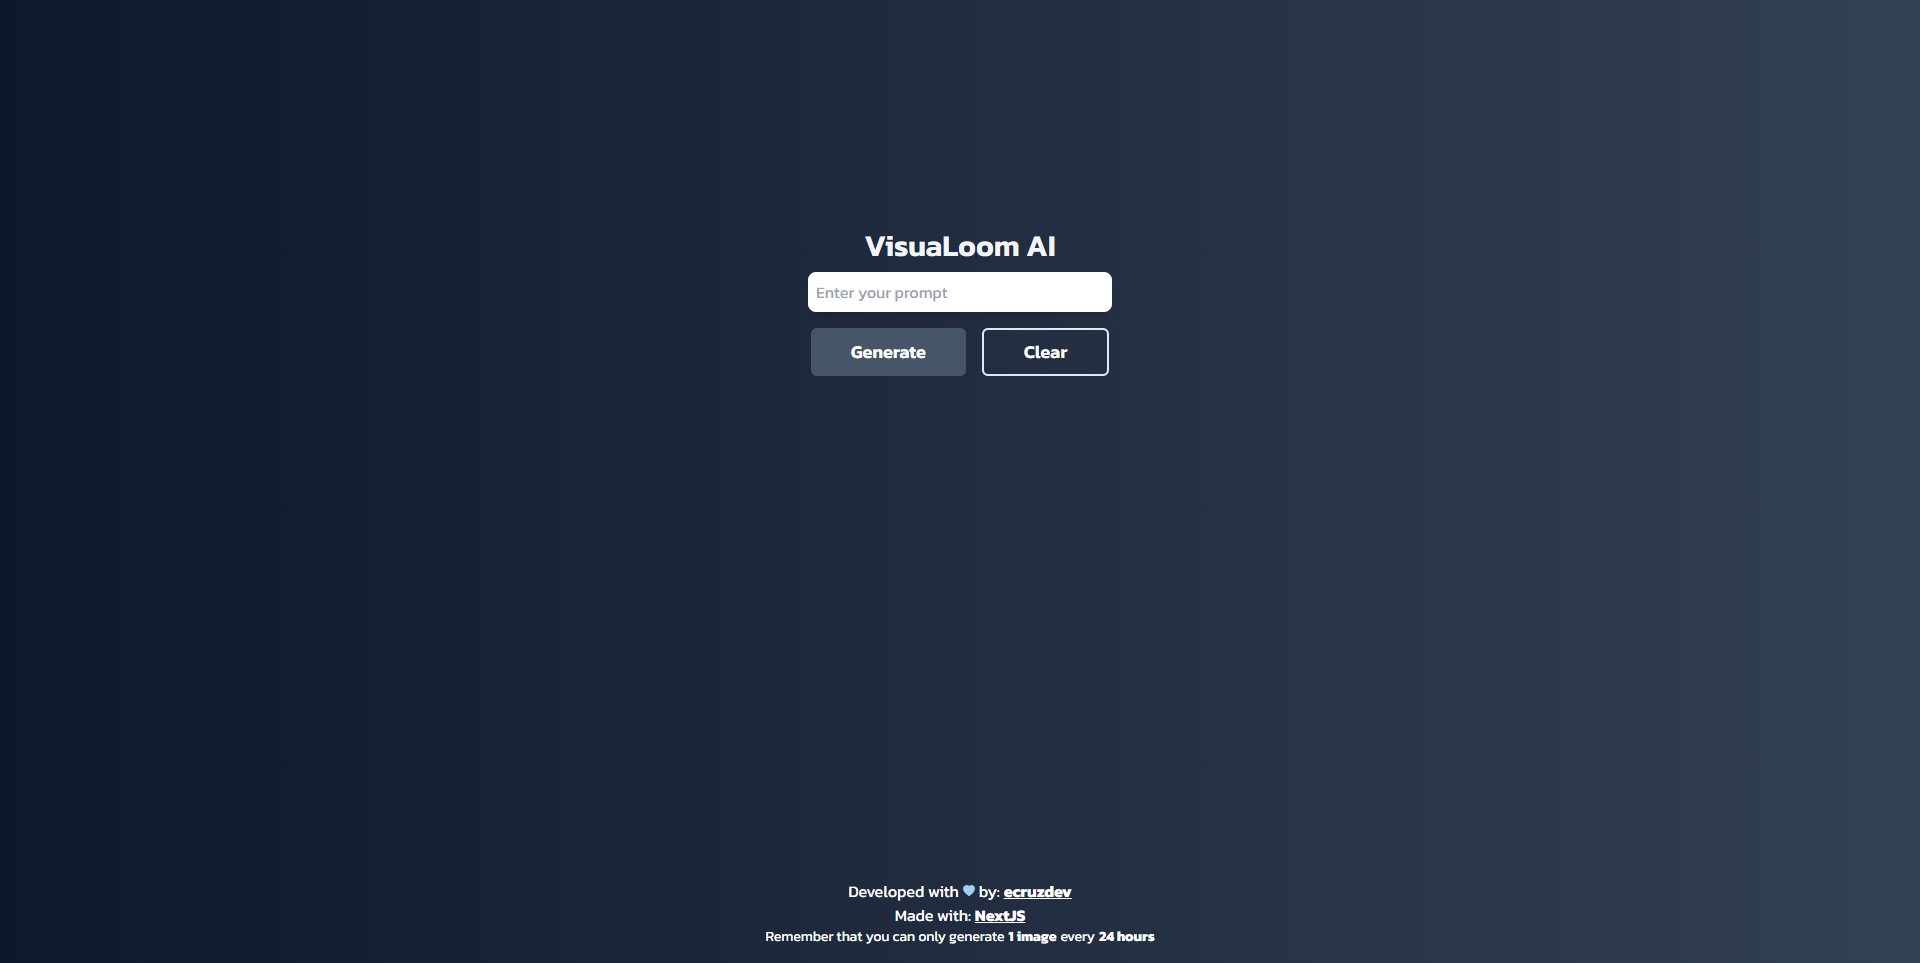 VisuaLoom AI
Enter your prompt
Generate Clear
Developed with 🩵 by: ecruzdev
Made with: NextJS
Remember that you can only generate 1 image every 24 hours